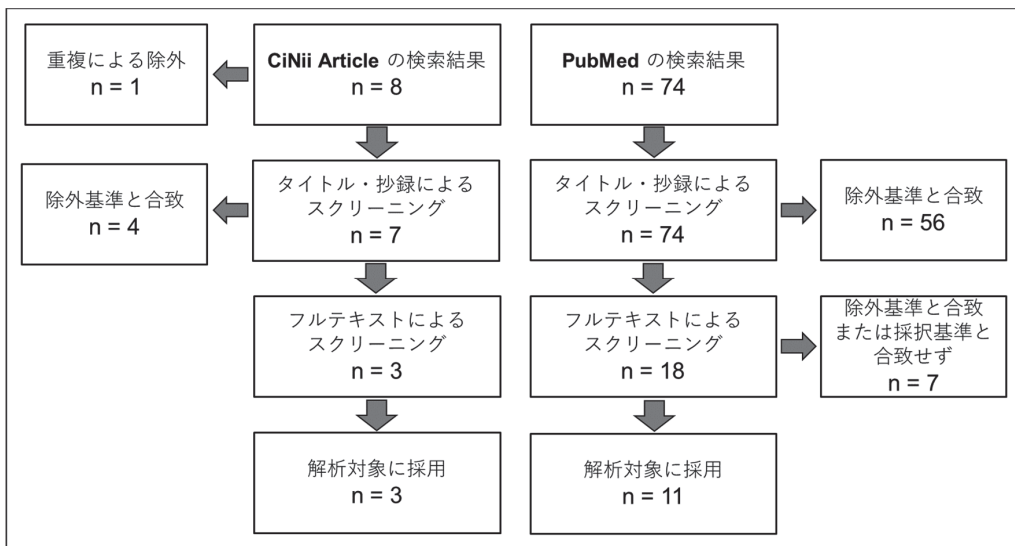 重複による除外
n = 1
CiNii Article の検索結果
n = 8
PubMed の検索結果
n = 74
除外基準と合致
n = 4
タイトル・抄録による
スクリーニング
n = 7
タイトル・抄録による
スクリーニング
n = 74
除外基準と合致
n = 56
フルテキストによる
スクリーニング
n = 3
フルテキストによる
スクリーニング
n = 18
除外基準と合致
または採択基準と
合致せず
n = 7
解析対象に採用
n = 3
解析対象に採用
n = 11